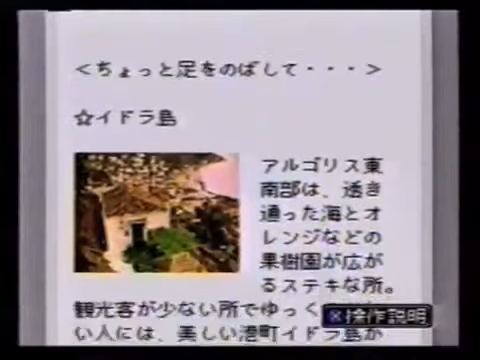 ＜ちょっと足をのばして・・・＞
☆イドラ島
アルゴリス東
南部は、透き
通った海とオ
レンジなどの
果樹園が広が
るステキな所。
観光客が少ない所でゆっく
い人には、美しい港町イドラ島か
※操作説明